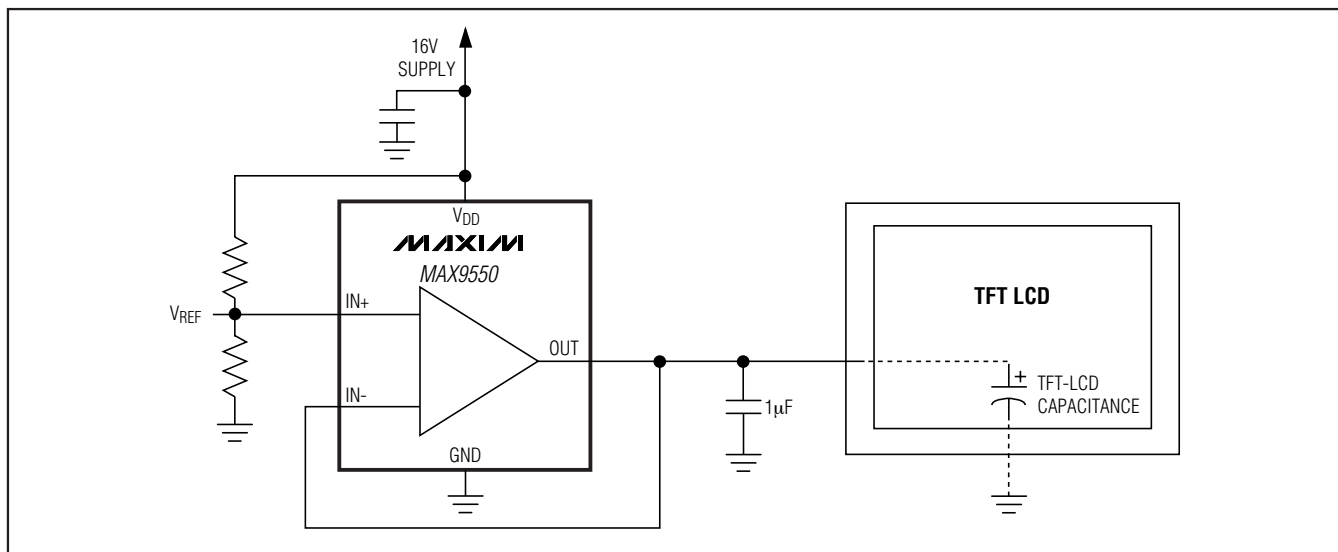 16V
SUPPLY
VDD
MAXIM
MAX9550
IN+
VREF
OUT
IN-
GND
1µF
TFT LCD
+
TFT-LCD
CAPACITANCE